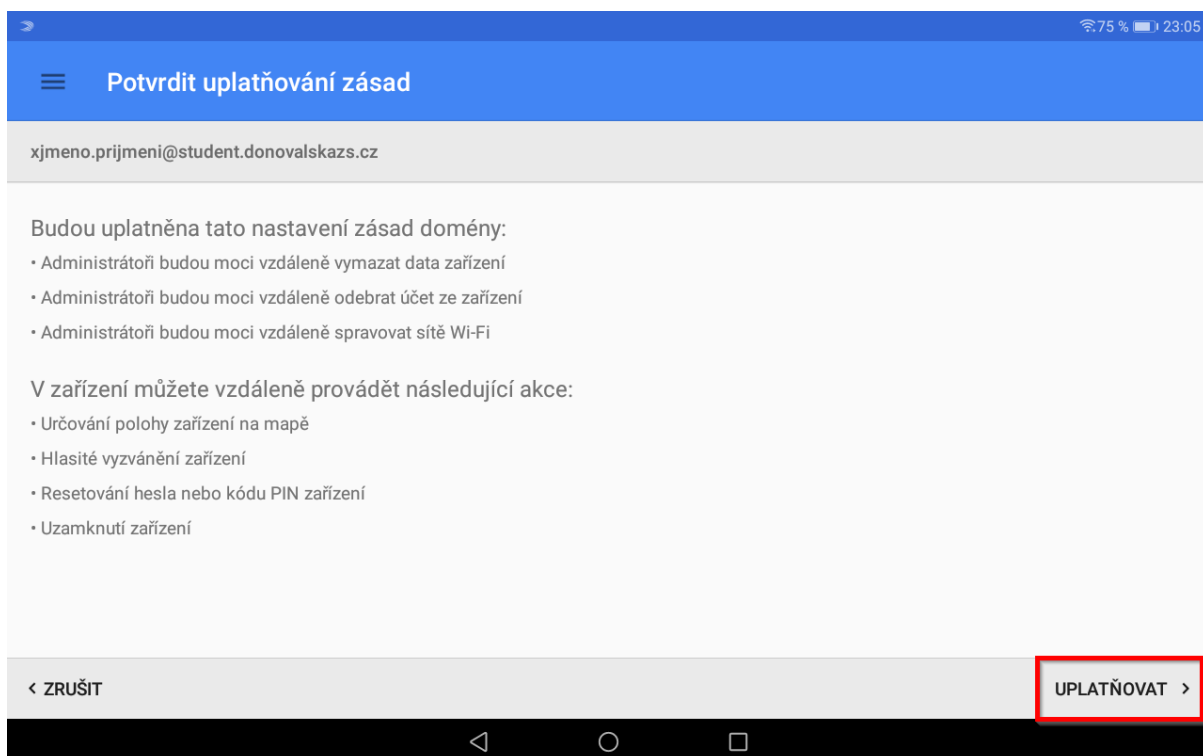 75 % 23:05
Potvrdit uplatňování zásad
xjmeno.prijmeni@student.donovalskazs.cz
Budou uplatněna tato nastavení zásad domény:
• Administrátoři budou moci vzdáleně vymazat data zařízení
• Administrátoři budou moci vzdáleně odebrat účet ze zařízení
• Administrátoři budou moci vzdáleně spravovat sítě Wi-Fi
V zařízení můžete vzdáleně provádět následující akce:
• Určování polohy zařízení na mapě
• Hlasité vyzvánění zařízení
• Resetování hesla nebo kódu PIN zařízení
• Uzamknutí zařízení
< ZRUŠIT
UPLATŇOVAT >